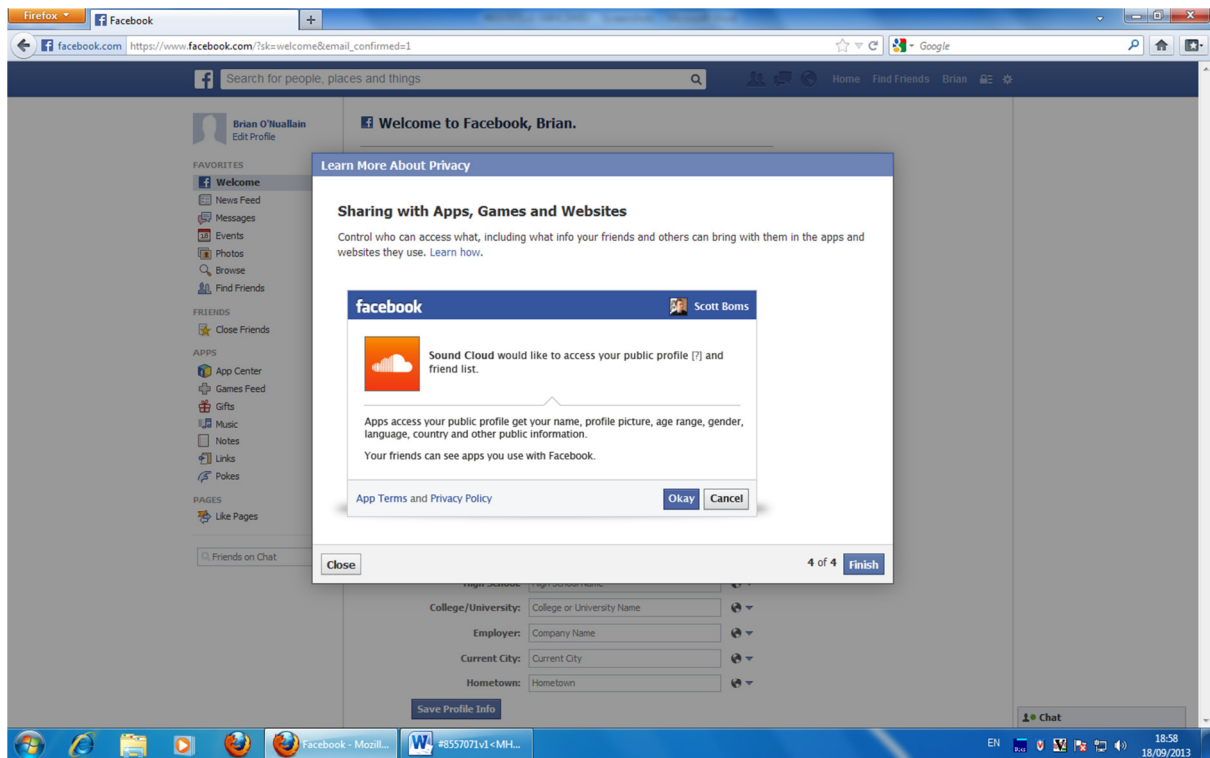 Firefox
Facebook
facebook.com https://www.facebook.com/?sk=welcome&email_confirmed=1
Google
Search for people, places and things
Home Find Friends Brian
Brian O'Nuallain
Edit Profile
Welcome to Facebook, Brian.
FAVORITES
Welcome
News Feed
Messages
Events
Photos
Browse
Find Friends
FRIENDS
Close Friends
APPS
App Center
Games Feed
Gifts
Music
Notes
Links
Pokes
PAGES
Like Pages
Friends on Chat
Learn More About Privacy
Sharing with Apps, Games and Websites
Control who can access what, including what info your friends and others can bring with them in the apps and
websites they use. Learn how.
facebook
Scott Boms
Sound Cloud would like to access your public profile [?] and
friend list.
Apps access your public profile get your name, profile picture, age range, gender,
language, country and other public information.
Your friends can see apps you use with Facebook.
App Terms and Privacy Policy
Okay Cancel
Close
4 of 4 Finish
High School: High School Name
College/University: College or University Name
Employer: Company Name
Current City: Current City
Hometown: Hometown
Save Profile Info
Chat
Facebook - Mozill...
#8557071v1<MH...
EN
18:58
18/09/2013